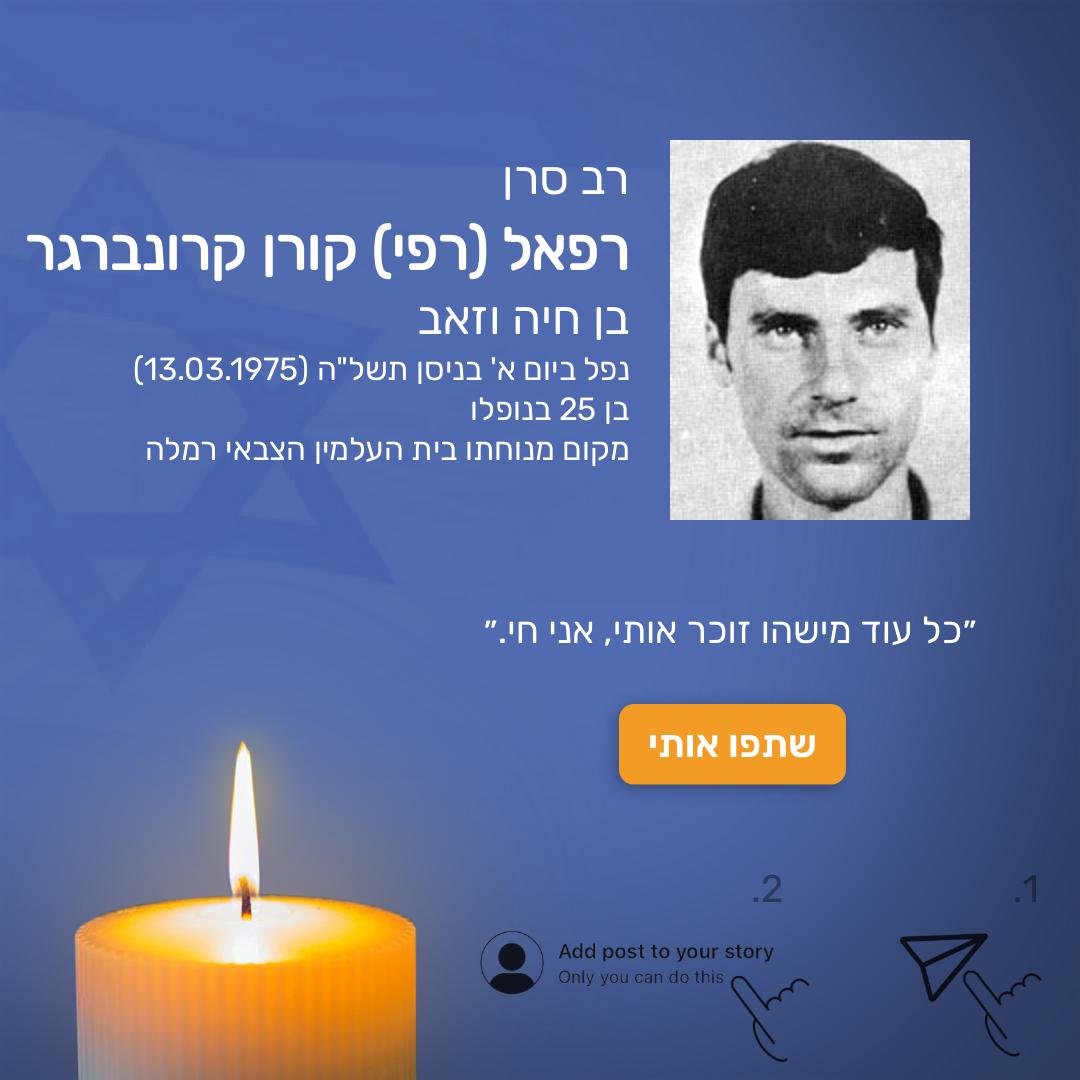 רב סרן
רפאל (רפי) קורן קרונברגר
בן חיה וזאב
נפל ביום א' בניסן תשל"ה (13.03.1975)
בן 25 בנופלו
מקום מנוחתו בית העלמין הצבאי רמלה
״כל עוד מישהו זוכר אותי, אני חי.״
שתפו אותי
1.
2.
Add post to your story
Only you can do this